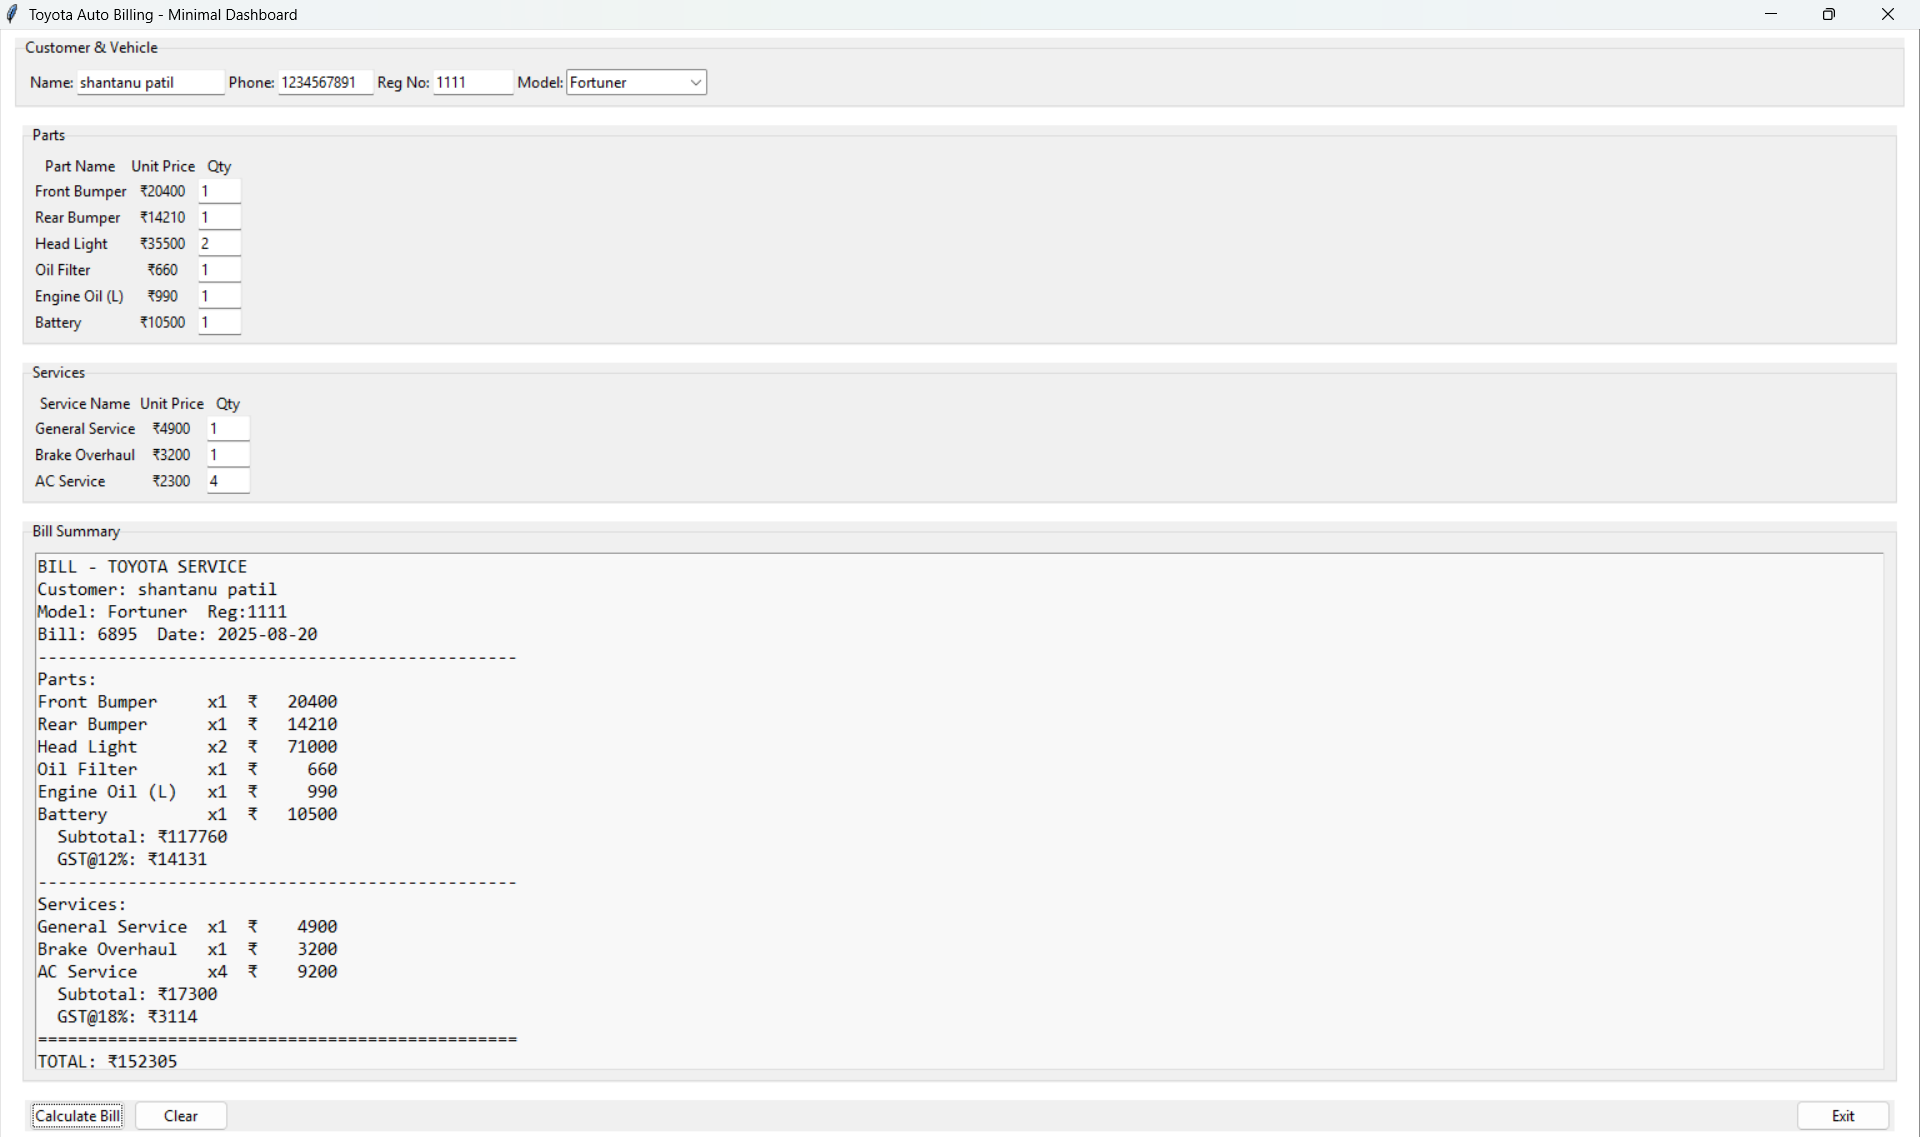 Toyota Auto Billing - Minimal Dashboard
Customer & Vehicle
Name: shantanu patil Phone: 1234567891 Reg No: 1111 Model: Fortuner
Parts
Part Name Unit Price Qty
Front Bumper ₹20400 1
Rear Bumper ₹14210 1
Head Light ₹35500 2
Oil Filter ₹660 1
Engine Oil (L) ₹990 1
Battery ₹10500 1
Services
Service Name Unit Price Qty
General Service ₹4900 1
Brake Overhaul ₹3200 1
AC Service ₹2300 4
Bill Summary
BILL - TOYOTA SERVICE
Customer: shantanu patil
Model: Fortuner  Reg:1111
Bill: 6895  Date: 2025-08-20
------------------------------------------------
Parts:
Front Bumper     x1  ₹   20400
Rear Bumper      x1  ₹   14210
Head Light       x2  ₹   71000
Oil Filter       x1  ₹     660
Engine Oil (L)   x1  ₹     990
Battery          x1  ₹   10500
  Subtotal: ₹117760
  GST@12%: ₹14131
------------------------------------------------
Services:
General Service  x1  ₹    4900
Brake Overhaul   x1  ₹    3200
AC Service       x4  ₹    9200
  Subtotal: ₹17300
  GST@18%: ₹3114
================================================
TOTAL: ₹152305
Calculate Bill Clear Exit